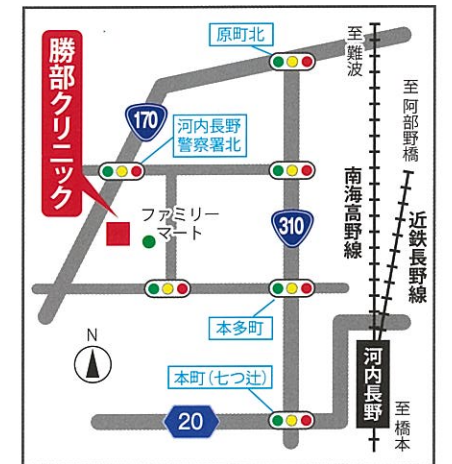 原町北
至難波
至阿部野橋
勝部クリニック
170
河内長野
警察署北
ファミリー
マート
310
南海高野線
近鉄長野線
本多町
N
河内長野
本町(七つ辻)
20
至橋本